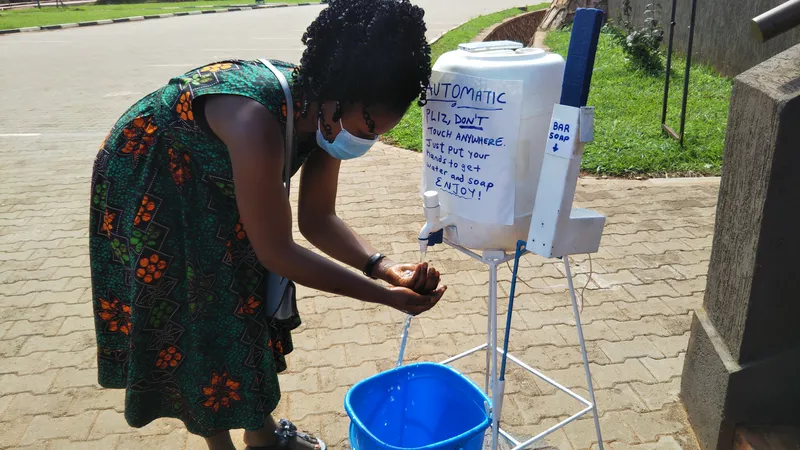 AUTOMATIC
PLIZ, DON'T
TOUCH ANYWHERE.
Just PUT YOUR
hands to get
water and soap
ENJOY!
BAR
SOAP